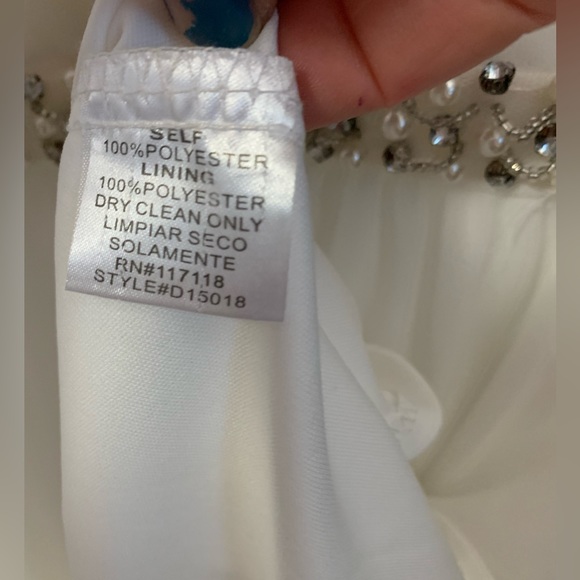 SELF
100%POLYESTER
LINING
100%POLYESTER
DRY CLEAN ONLY
LIMPIAR SECO
SOLAMENTE
RN#117118
STYLE#D15018